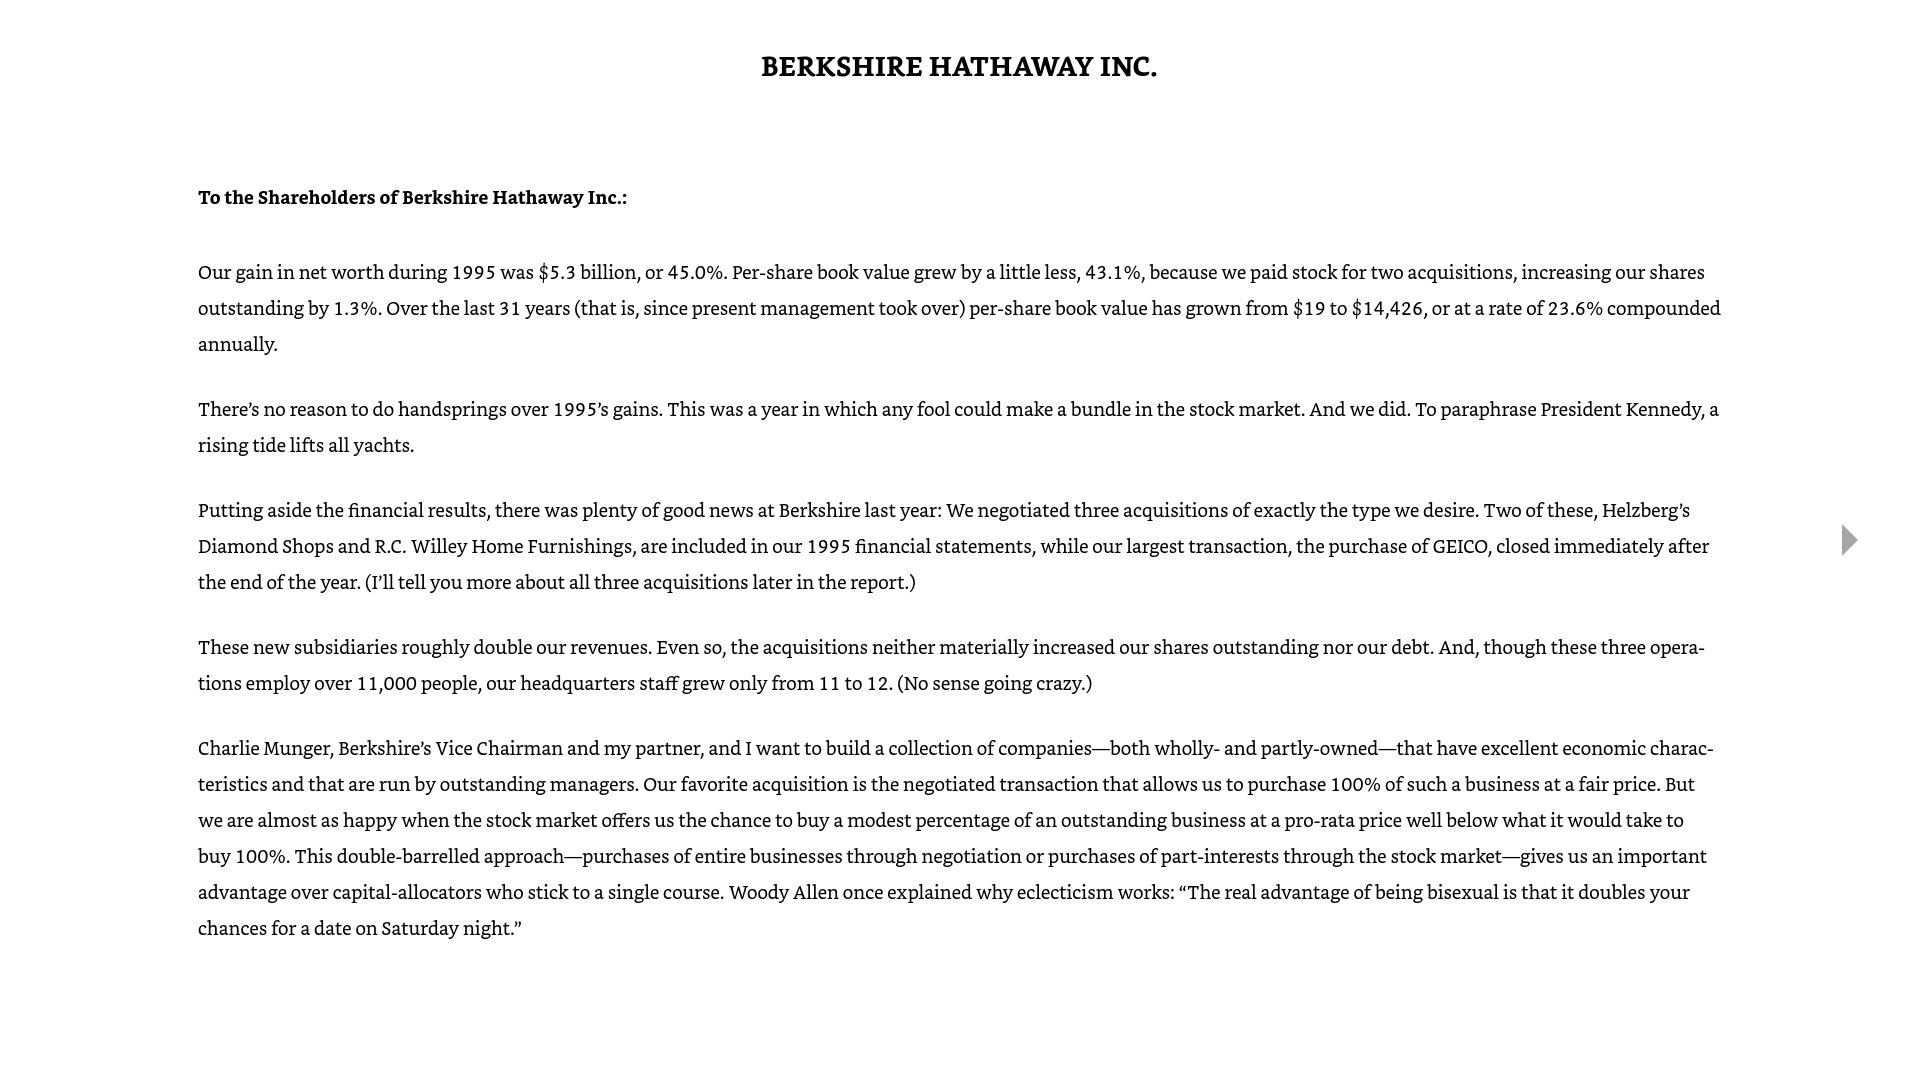 BERKSHIRE HATHAWAY INC.
To the Shareholders of Berkshire Hathaway Inc.:
Our gain in net worth during 1995 was $5.3 billion, or 45.0%. Per-share book value grew by a little less, 43.1%, because we paid stock for two acquisitions, increasing our shares
outstanding by 1.3%. Over the last 31 years (that is, since present management took over) per-share book value has grown from $19 to $14,426, or at a rate of 23.6% compounded
annually.
There’s no reason to do handsprings over 1995’s gains. This was a year in which any fool could make a bundle in the stock market. And we did. To paraphrase President Kennedy, a
rising tide lifts all yachts.
Putting aside the financial results, there was plenty of good news at Berkshire last year: We negotiated three acquisitions of exactly the type we desire. Two of these, Helzberg’s
Diamond Shops and R.C. Willey Home Furnishings, are included in our 1995 financial statements, while our largest transaction, the purchase of GEICO, closed immediately after
the end of the year. (I’ll tell you more about all three acquisitions later in the report.)
These new subsidiaries roughly double our revenues. Even so, the acquisitions neither materially increased our shares outstanding nor our debt. And, though these three opera-
tions employ over 11,000 people, our headquarters staff grew only from 11 to 12. (No sense going crazy.)
Charlie Munger, Berkshire’s Vice Chairman and my partner, and I want to build a collection of companies—both wholly- and partly-owned—that have excellent economic charac-
teristics and that are run by outstanding managers. Our favorite acquisition is the negotiated transaction that allows us to purchase 100% of such a business at a fair price. But
we are almost as happy when the stock market offers us the chance to buy a modest percentage of an outstanding business at a pro-rata price well below what it would take to
buy 100%. This double-barrelled approach—purchases of entire businesses through negotiation or purchases of part-interests through the stock market—gives us an important
advantage over capital-allocators who stick to a single course. Woody Allen once explained why eclecticism works: “The real advantage of being bisexual is that it doubles your
chances for a date on Saturday night.”